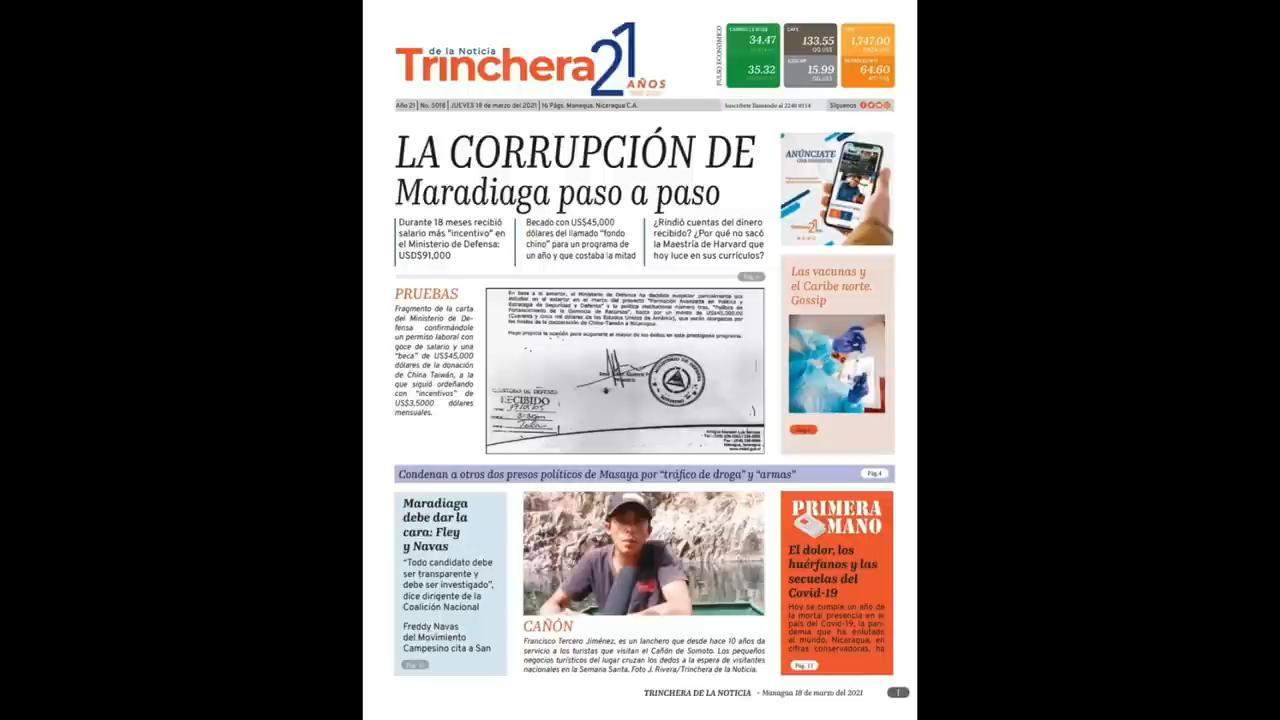 de la Noticia
Trinchera
21 AÑOS
PULSO ECONÓMICO
34.47
35.32
133.55
15.99
1,747.00
64.60
Año 21 | No. 5016 | JUEVES 18 de marzo del 2021 | 16 Págs. Managua, Nicaragua C.A.
Suscríbete llamando al 2240 0114
Síguenos
LA CORRUPCIÓN DE
Maradiaga paso a paso
Durante 18 meses recibió
salario más "incentivo" en
el Ministerio de Defensa:
USD$91,000
Becado con US$45,000
dólares del llamado "fondo
chino" para un programa de
un año y que costaba la mitad
¿Rindió cuentas del dinero
recibido? ¿Por qué no sacó
la Maestría de Harvard que
hoy luce en sus currículos?
ANÚNCIATE
con nosotros
Las vacunas y
el Caribe norte.
Gossip
PRUEBAS
Fragmento de la carta
del Ministerio de De-
fensa confirmándole
un permiso laboral con
goce de salario y una
"beca" de US$45,000
dólares de la donación
de China Taiwán, a la
que siguió ordeñando
con "incentivos" de
US$3,5000 dólares
mensuales.
RECIBIDO
Condenan a otros dos presos políticos de Masaya por "tráfico de droga" y "armas"
Pág.4
Maradiaga
debe dar la
cara: Fley
y Navas
"Todo candidato debe
ser transparente y
debe ser investigado",
dice dirigente de la
Coalición Nacional
Freddy Navas
del Movimiento
Campesino cita a San
CAÑÓN
Francisco Tercero Jiménez, es un lanchero que desde hace 10 años da
servicio a los turistas que visitan el Cañón de Somoto. Los pequeños
negocios turísticos del lugar cruzan los dedos a la espera de visitantes
nacionales en la Semana Santa. Foto J. Rivera/Trinchera de la Noticia.
PRIMERA
MANO
El dolor, los
huérfanos y las
secuelas del
Covid-19
Hoy se cumple un año de
la mortal presencia en el
país del Covid-19, la pan-
demia que ha enlutado
al mundo. Nicaragua, en
cifras conservadoras, ha
Pág. 11
TRINCHERA DE LA NOTICIA - Managua 18 de marzo del 2021
1